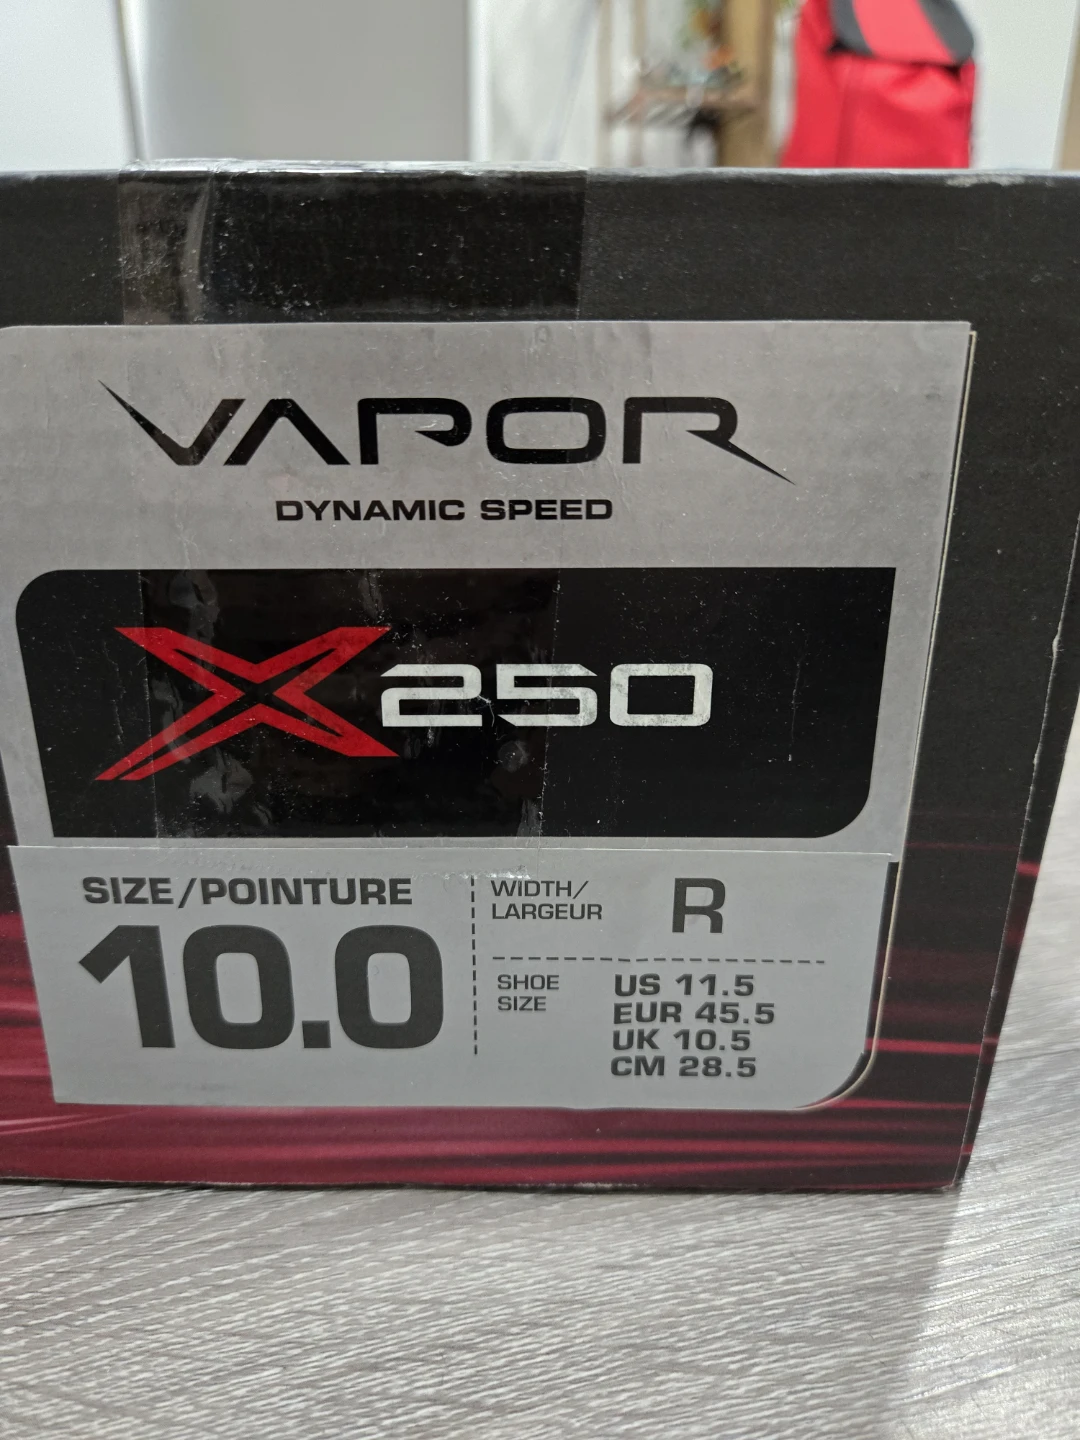 VAPOR
DYNAMIC SPEED
X250
SIZE/POINTURE
10.0
WIDTH/
LARGEUR
R
SHOE
SIZE
US 11.5
EUR 45.5
UK 10.5
CM 28.5